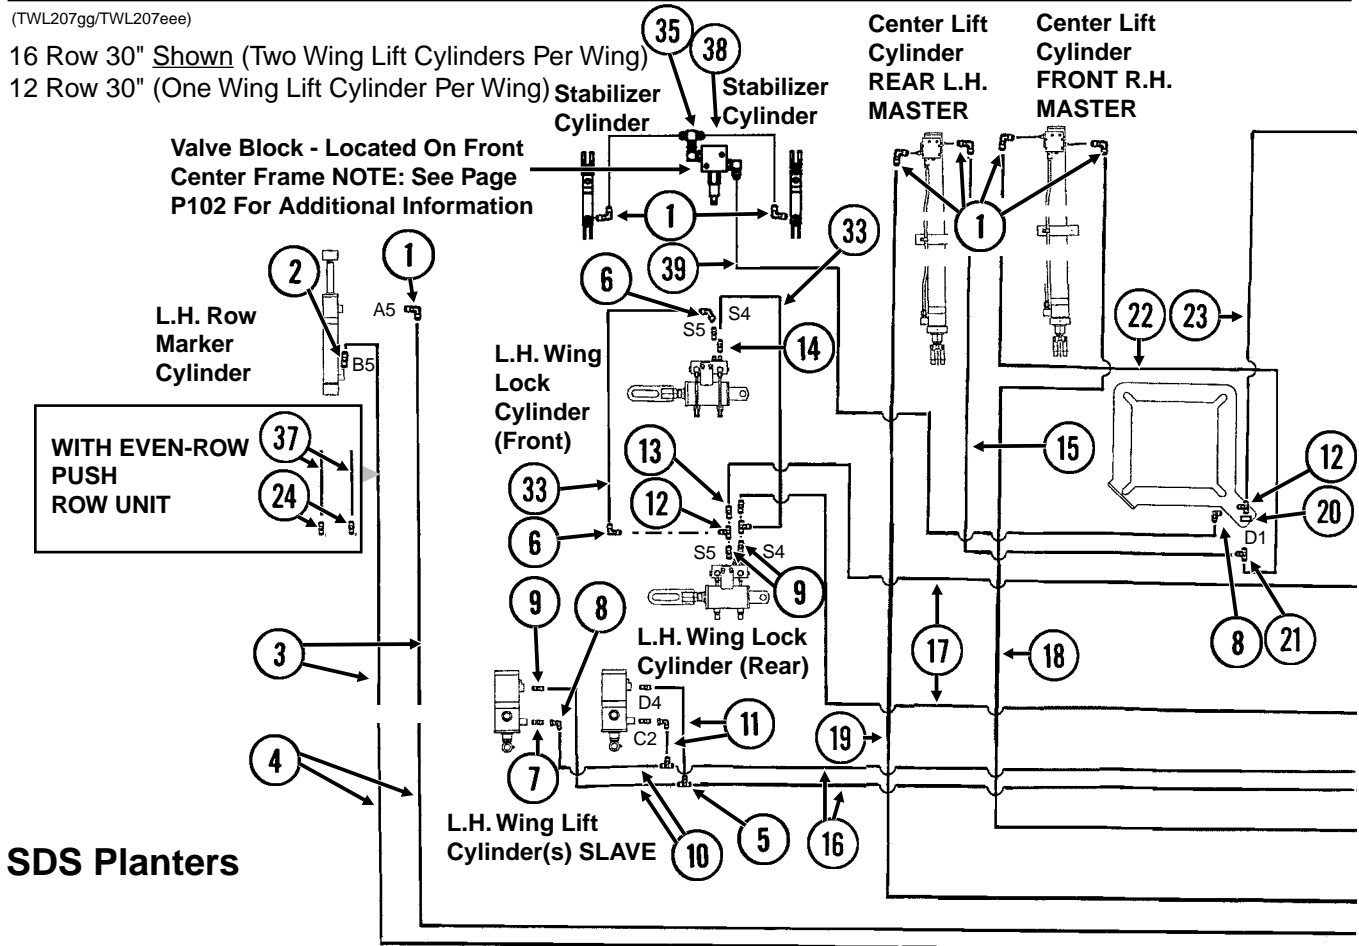 (TWL207gg/TWL207eee)
16 Row 30" Shown (Two Wing Lift Cylinders Per Wing)
12 Row 30" (One Wing Lift Cylinder Per Wing)
35
38
Stabilizer
Cylinder
Stabilizer
Cylinder
Center Lift
Cylinder
REAR L.H.
MASTER
Center Lift
Cylinder
FRONT R.H.
MASTER
Valve Block - Located On Front
Center Frame NOTE: See Page
P102 For Additional Information
1
1
33
39
2
1
A5
6
S5
S4
14
22
23
L.H. Row
Marker
Cylinder
B5
L.H. Wing
Lock
Cylinder
(Front)
WITH EVEN-ROW
PUSH
ROW UNIT
37
24
13
15
12
33
12
20
6
D1
S5
S4
9
8
9
8
21
L.H. Wing Lock
Cylinder (Rear)
3
17
18
D4
C2
11
19
4
7
L.H. Wing Lift
Cylinder(s) SLAVE
10
5
16
SDS Planters